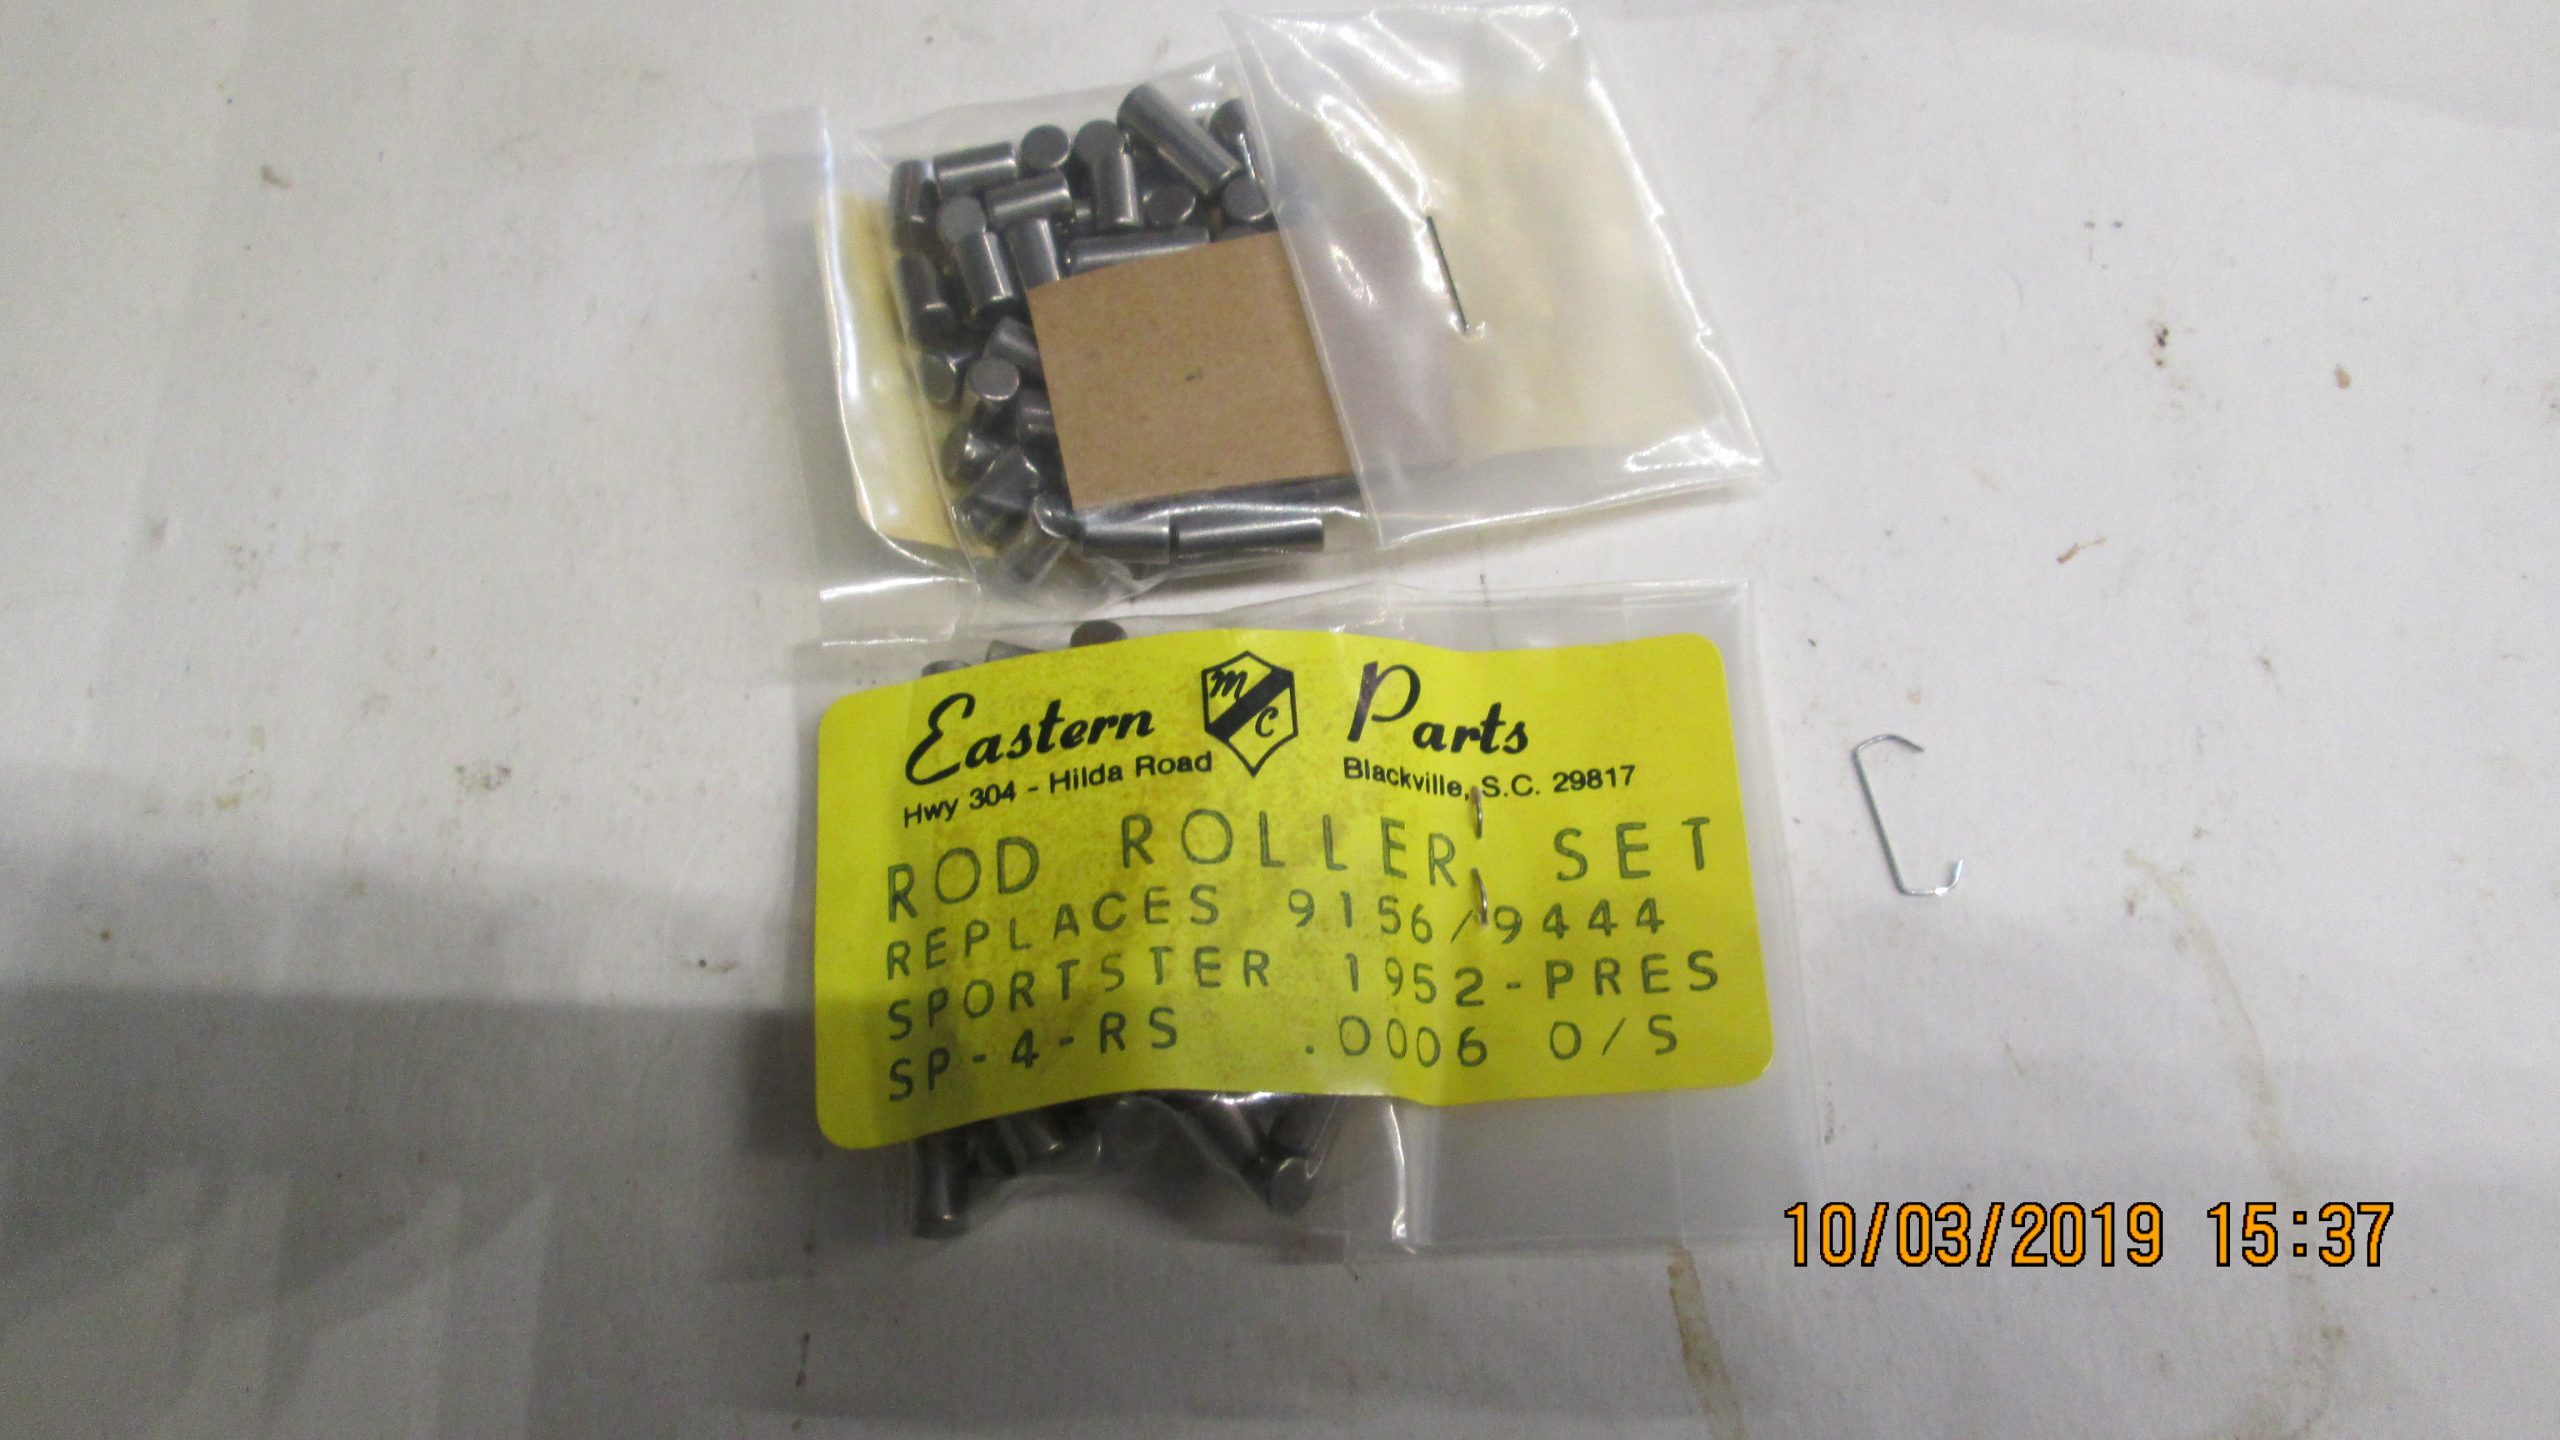 Eastern MC Parts
Hwy 304 - Hilda Road Blackville, S.C. 29817
ROD ROLLER SET
REPLACES 9156/9444
SPORTSTER 1952-PRES
SP-4-RS .0006 O/S
10/03/2019 15:37